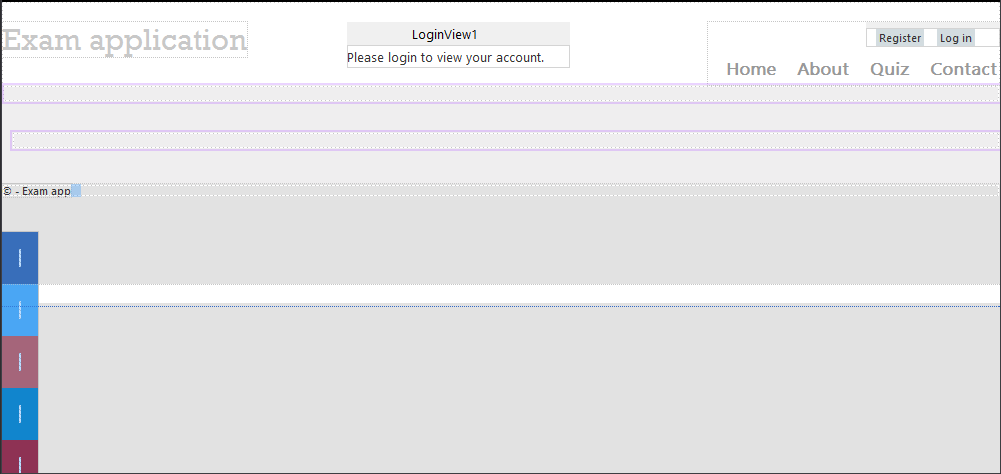 Exam application
LoginView1
Please login to view your account.
Register Log in
Home About Quiz Contact
© - Exam app